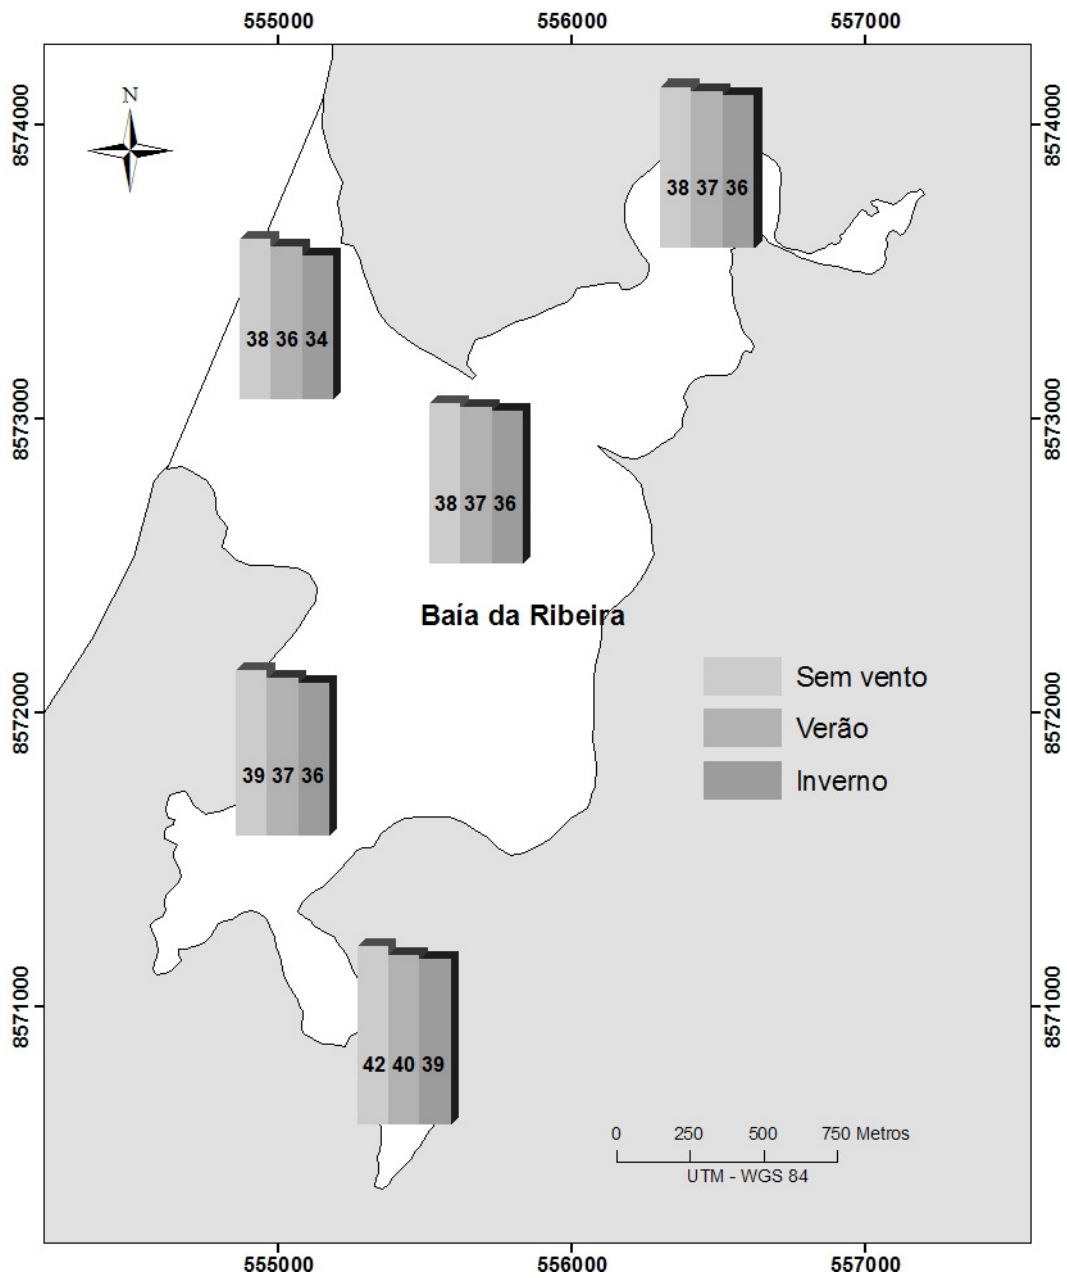 555000 556000 557000
N
8574000 8574000
38 37 36
38 36 34
8573000 8573000
38 37 36
Baía da Ribeira
Sem vento
8572000 8572000
Verão
39 37 36
Inverno
8571000 8571000
42 40 39
0 250 500 750 Metros
UTM - WGS 84
555000 556000 557000